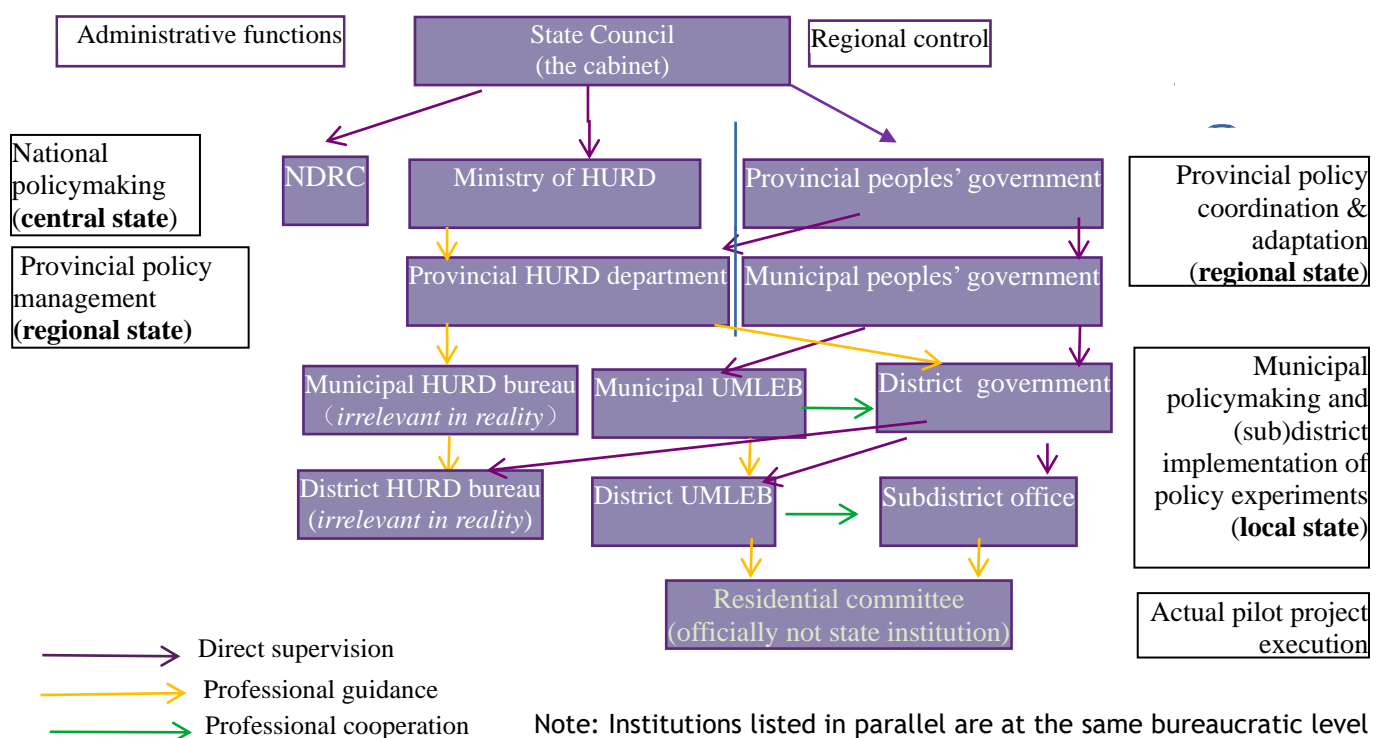 Administrative functions
State Council
(the cabinet)
Regional control
National
policymaking
(central state)
NDRC
Ministry of HURD
Provincial peoples’ government
Provincial policy
coordination &
adaptation
(regional state)
Provincial policy
management
(regional state)
Provincial HURD department
Municipal peoples’ government
Municipal HURD bureau
（irrelevant in reality）
Municipal UMLEB
District government
Municipal
policymaking and
(sub)district
implementation of
policy experiments
(local state)
District HURD bureau
(irrelevant in reality)
District UMLEB
Subdistrict office
Residential committee
(officially not state institution)
Actual pilot project
execution
Direct supervision
Professional guidance
Professional cooperation
Note: Institutions listed in parallel are at the same bureaucratic level